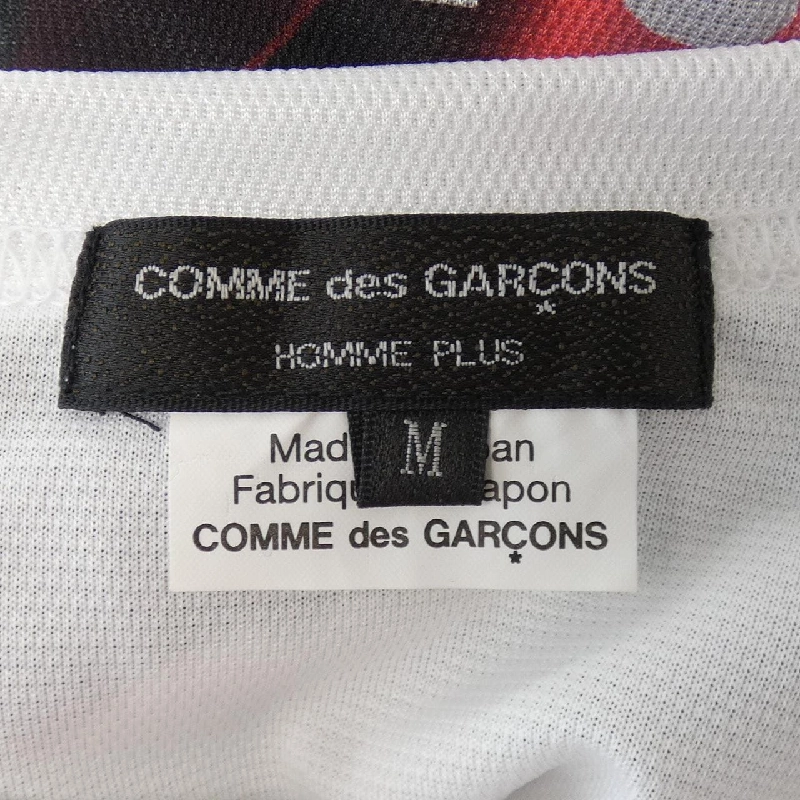 COMME des GARÇONS
HOMME PLUS
M
Mad pan
Fabriqu apon
COMME des GARÇONS